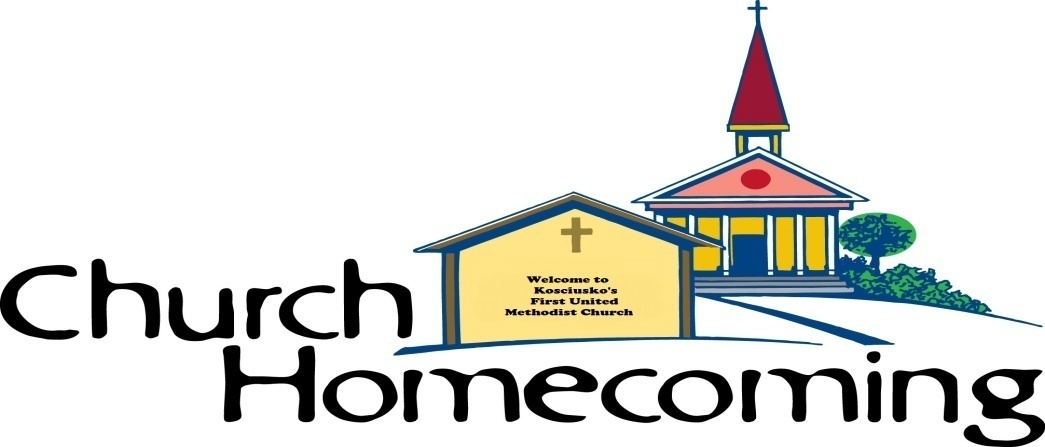 Welcome to
Kosciusko's
First United
Methodist Church
Church
Homecoming